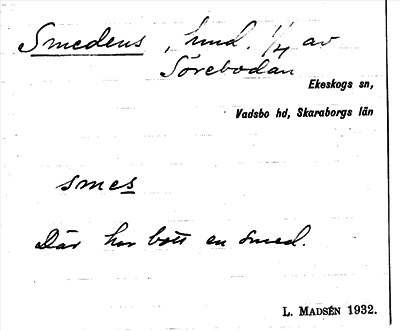 Smedens, hmd. 1/4 av
Sörebodan
Ekeskogs sn,
Vadsbo hd, Skaraborgs län
smes
Där har bott en smed.
L. MADSÉN 1932.